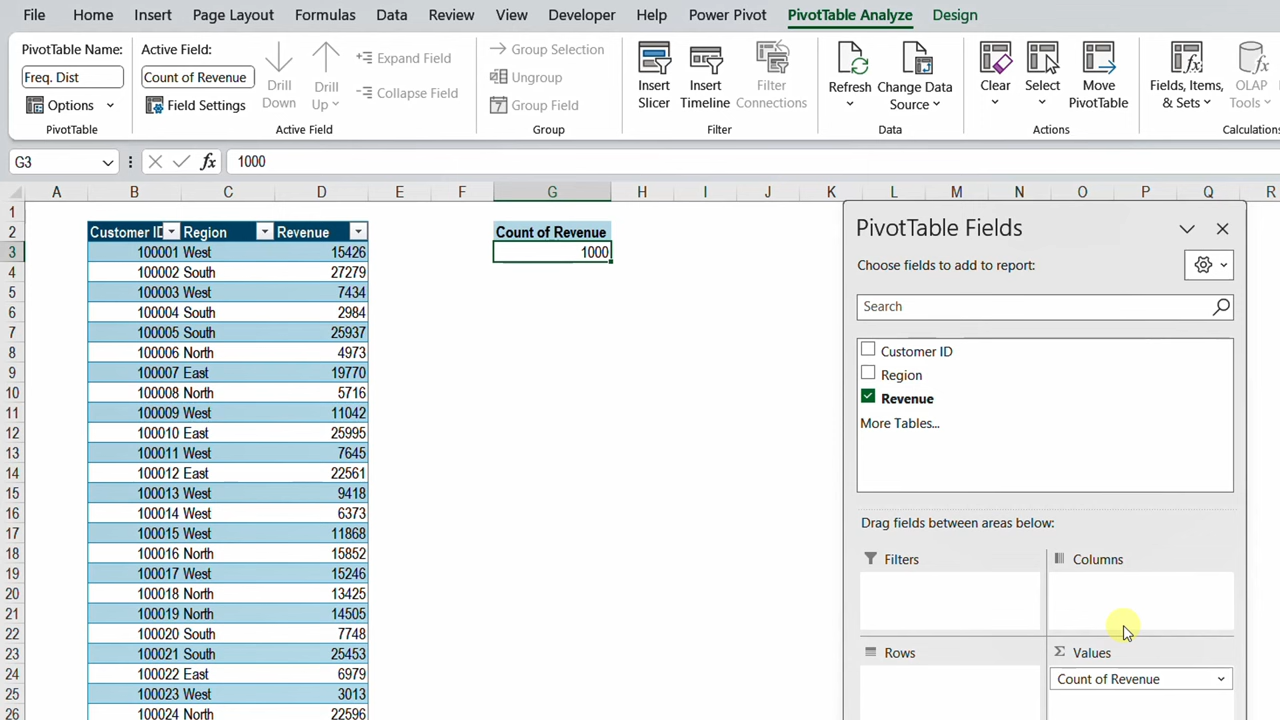 File Home Insert Page Layout Formulas Data Review View Developer Help Power Pivot PivotTable Analyze Design
PivotTable Name:
Freq. Dist
Options
PivotTable
Active Field:
Count of Revenue
Field Settings
Drill Down
Drill Up
Expand Field
Collapse Field
Active Field
Group Selection
Ungroup
Group Field
Group
Insert Slicer
Insert Timeline
Filter Connections
Filter
Refresh
Change Data Source
Data
Clear
Select
Move PivotTable
Actions
Fields, Items, & Sets
OLAP Tools
Calculations
G3 fx 1000
A B C D E F G H I J K L M N O P Q R
1
2 Customer ID Region Revenue Count of Revenue
3 100001 West 15426 1000
4 100002 South 27279
5 100003 West 7434
6 100004 South 2984
7 100005 South 25937
8 100006 North 4973
9 100007 East 19770
10 100008 North 5716
11 100009 West 11042
12 100010 East 25995
13 100011 West 7645
14 100012 East 22561
15 100013 West 9418
16 100014 West 6373
17 100015 West 11868
18 100016 North 15852
19 100017 West 15246
20 100018 North 13425
21 100019 North 14505
22 100020 South 7748
23 100021 South 25453
24 100022 East 6979
25 100023 West 3013
26 100024 North 22596
PivotTable Fields
Choose fields to add to report:
Search
Customer ID
Region
Revenue
More Tables...
Drag fields between areas below:
Filters
Columns
Rows
Σ Values
Count of Revenue